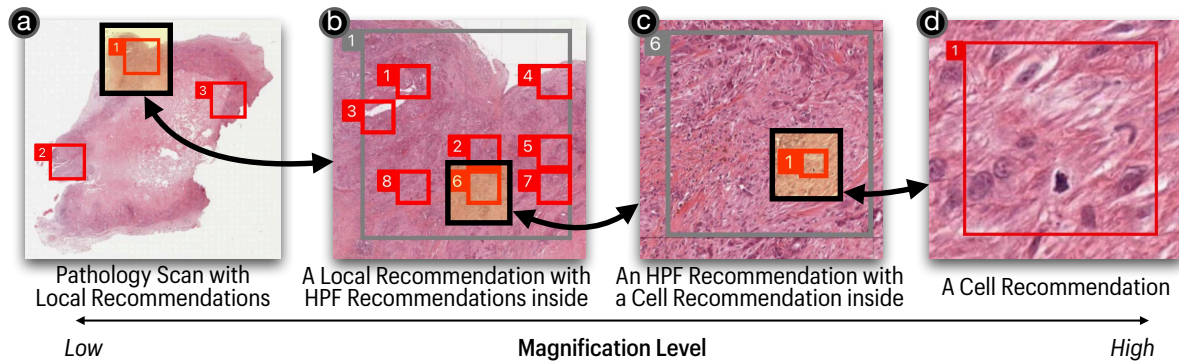 a
1
3
2
b
1
1
4
3
2
5
8
6
7
c
6
1
d
1
Pathology Scan with
Local Recommendations
A Local Recommendation with
HPF Recommendations inside
An HPF Recommendation with
a Cell Recommendation inside
A Cell Recommendation
Low
Magnification Level
High